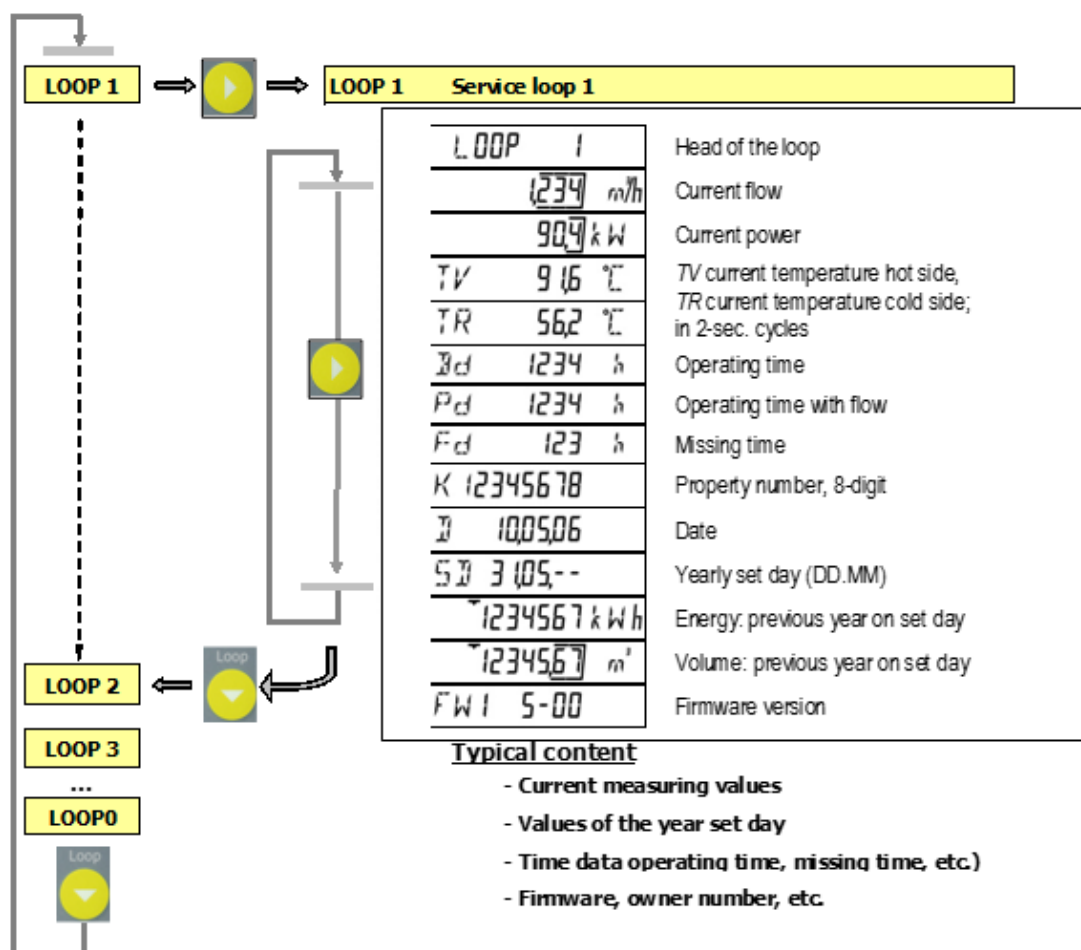 LOOP 1
LOOP 1 Service loop 1
LOOP 1 Head of the loop
1,234 m³/h Current flow
90,4 kW Current power
TV 91,6 °C TV current temperature hot side,
TR 56,2 °C TR current temperature cold side;
in 2-sec. cycles
Bd 1234 h Operating time
Pd 1234 h Operating time with flow
Fd 123 h Missing time
K 12345678 Property number, 8-digit
D 10,05,06 Date
SD 31,05,-- Yearly set day (DD.MM)
1234567 kWh Energy: previous year on set day
12345,67 m³ Volume: previous year on set day
FW1 5-00 Firmware version
Loop
LOOP 2
LOOP 3
...
LOOP0
Loop
Typical content
- Current measuring values
- Values of the year set day
- Time data operating time, missing time, etc.)
- Firmware, owner number, etc.